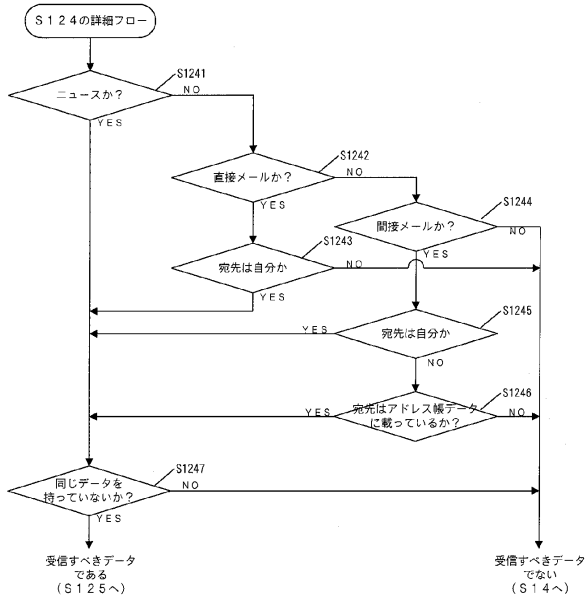 Ｓ１２４の詳細フロー
S1241
ニュースか？
ＮＯ
ＹＥＳ
S1242
直接メールか？
ＮＯ
ＹＥＳ
S1244
間接メールか？
ＮＯ
ＹＥＳ
S1243
宛先は自分か
ＮＯ
ＹＥＳ
S1245
宛先は自分か
ＹＥＳ
ＮＯ
S1246
宛先はアドレス帳データ
に載っているか？
ＹＥＳ
ＮＯ
S1247
同じデータを
持っていないか？
ＮＯ
ＹＥＳ
受信すべきデータ
である
（Ｓ１２５へ）
受信すべきデータ
でない
（Ｓ１４へ）